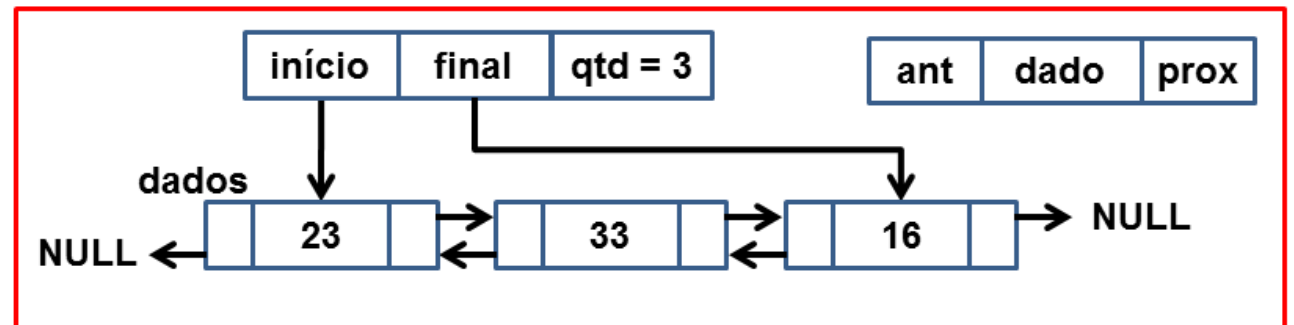 início final qtd = 3 ant dado prox
dados
23 33 16 NULL
NULL